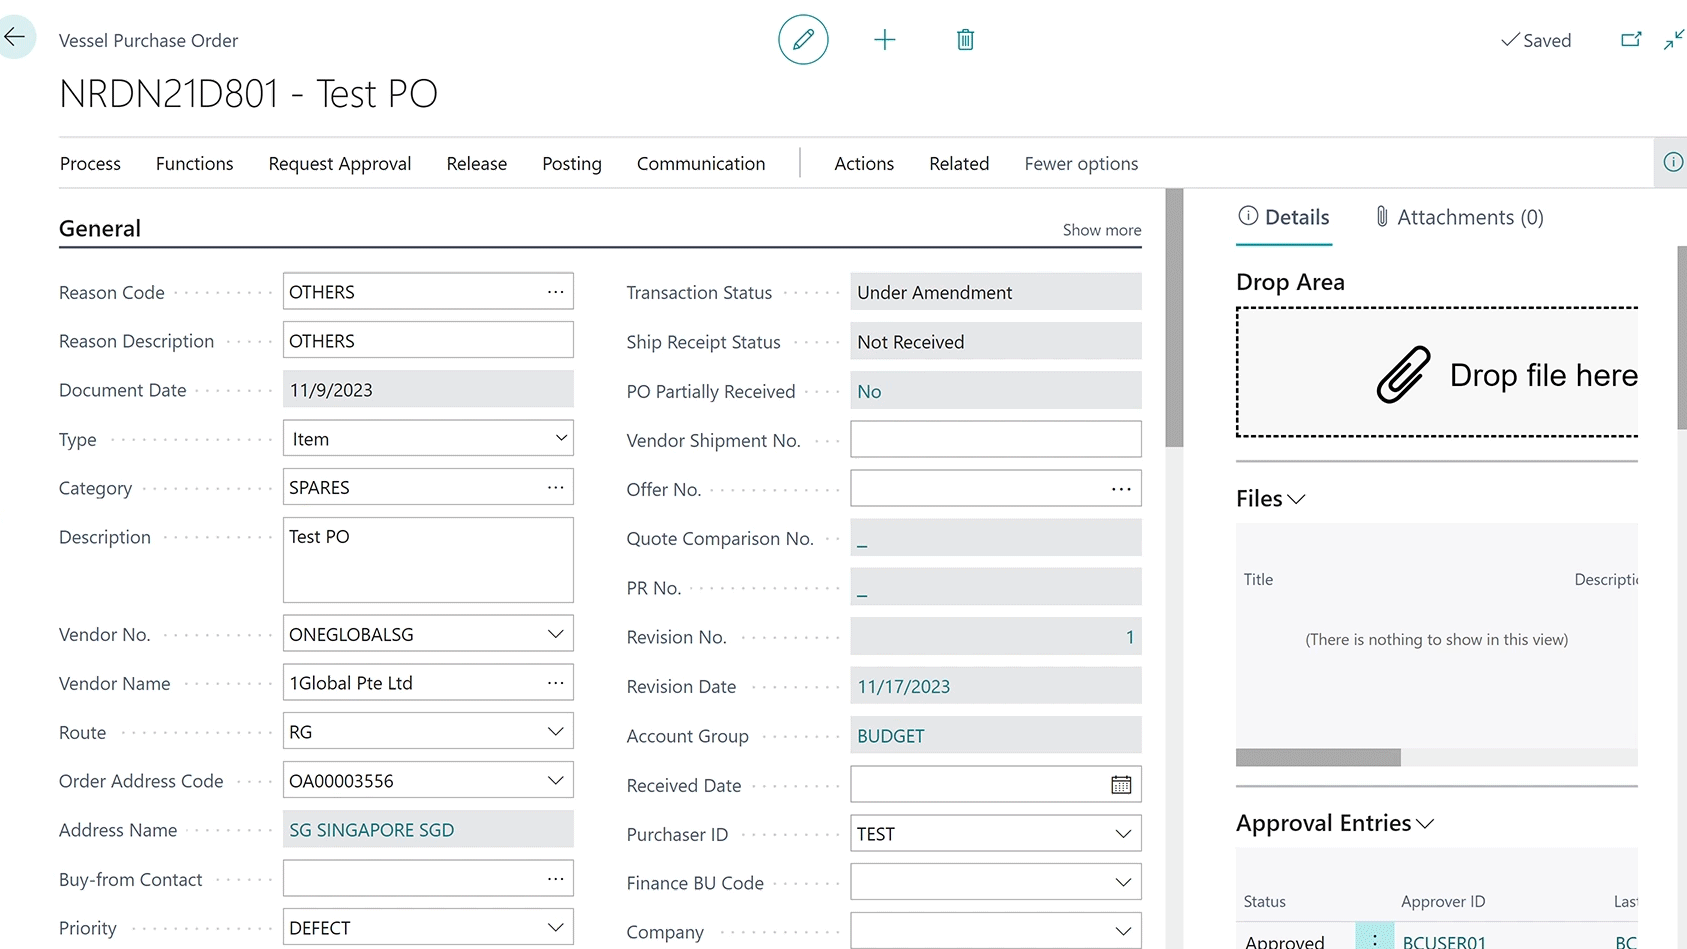 Vessel Purchase Order
Saved
NRDN21D801 - Test PO
Process Functions Request Approval Release Posting Communication Actions Related Fewer options
General
Show more
Reason Code OTHERS
Reason Description OTHERS
Document Date 11/9/2023
Type Item
Category SPARES
Description Test PO
Vendor No. ONEGLOBALSG
Vendor Name 1Global Pte Ltd
Route RG
Order Address Code OA00003556
Address Name SG SINGAPORE SGD
Buy-from Contact
Priority DEFECT
Transaction Status Under Amendment
Ship Receipt Status Not Received
PO Partially Received No
Vendor Shipment No.
Offer No.
Quote Comparison No. _
PR No. _
Revision No. 1
Revision Date 11/17/2023
Account Group BUDGET
Received Date
Purchaser ID TEST
Finance BU Code
Company
Details Attachments (0)
Drop Area
Drop file here
Files
Title Descriptic
(There is nothing to show in this view)
Approval Entries
Status Approver ID Last
Approved BCUSER01 BC